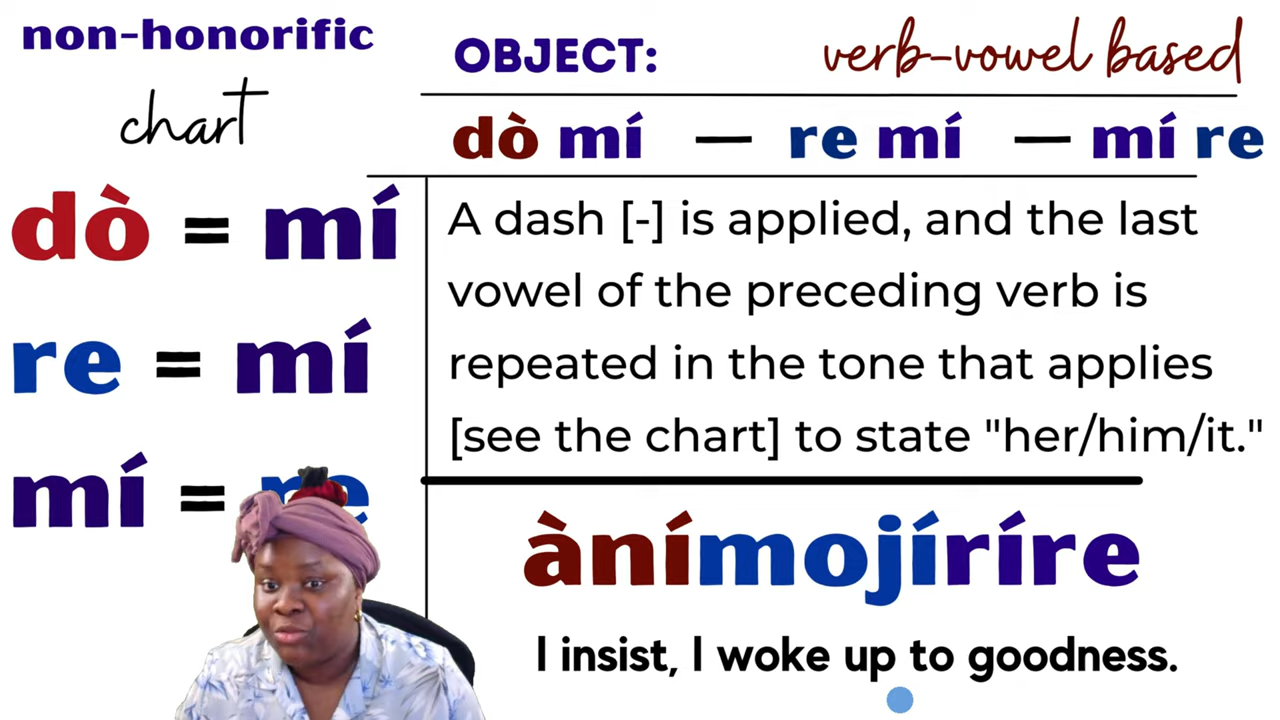 non-honorific
chart
dò = mí
re = mí
mí = re
OBJECT:
verb-vowel based
dò mí — re mí — mí re
A dash [-] is applied, and the last
vowel of the preceding verb is
repeated in the tone that applies
[see the chart] to state "her/him/it."
ànímojíríre
I insist, I woke up to goodness.